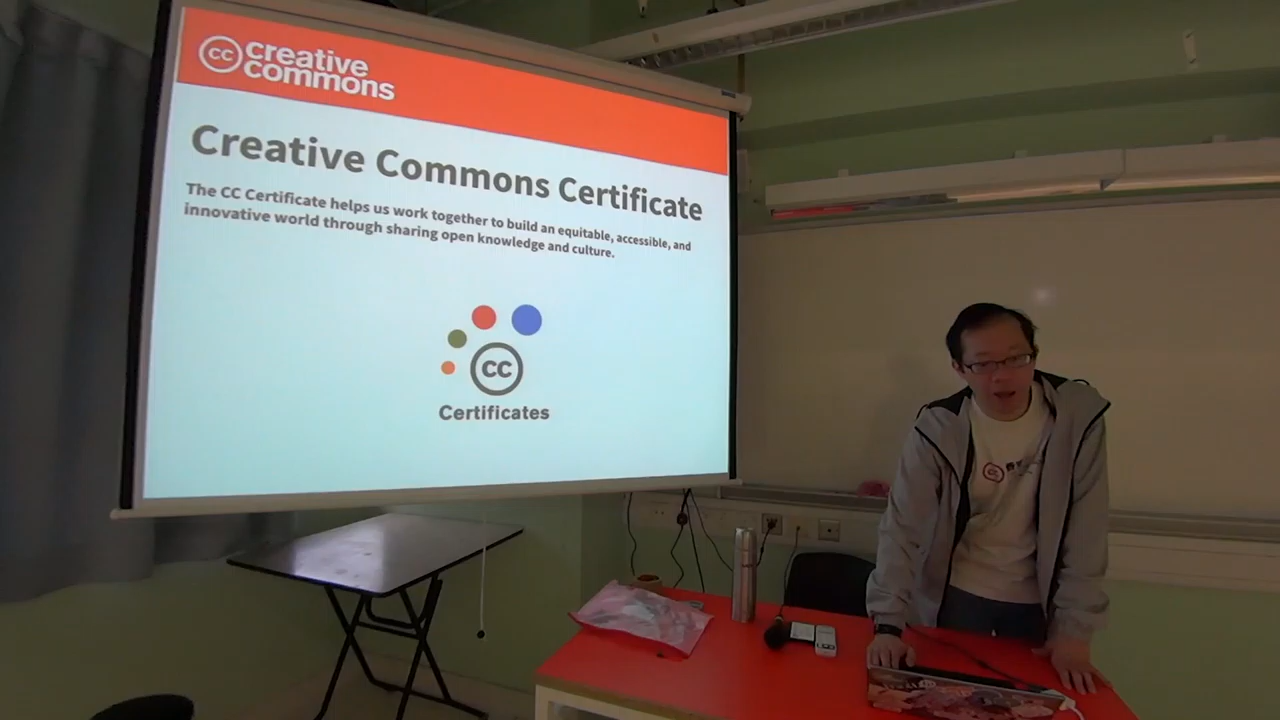 cc creative
commons
Creative Commons Certificate
The CC Certificate helps us work together to build an equitable, accessible, and
innovative world through sharing open knowledge and culture.
cc
Certificates